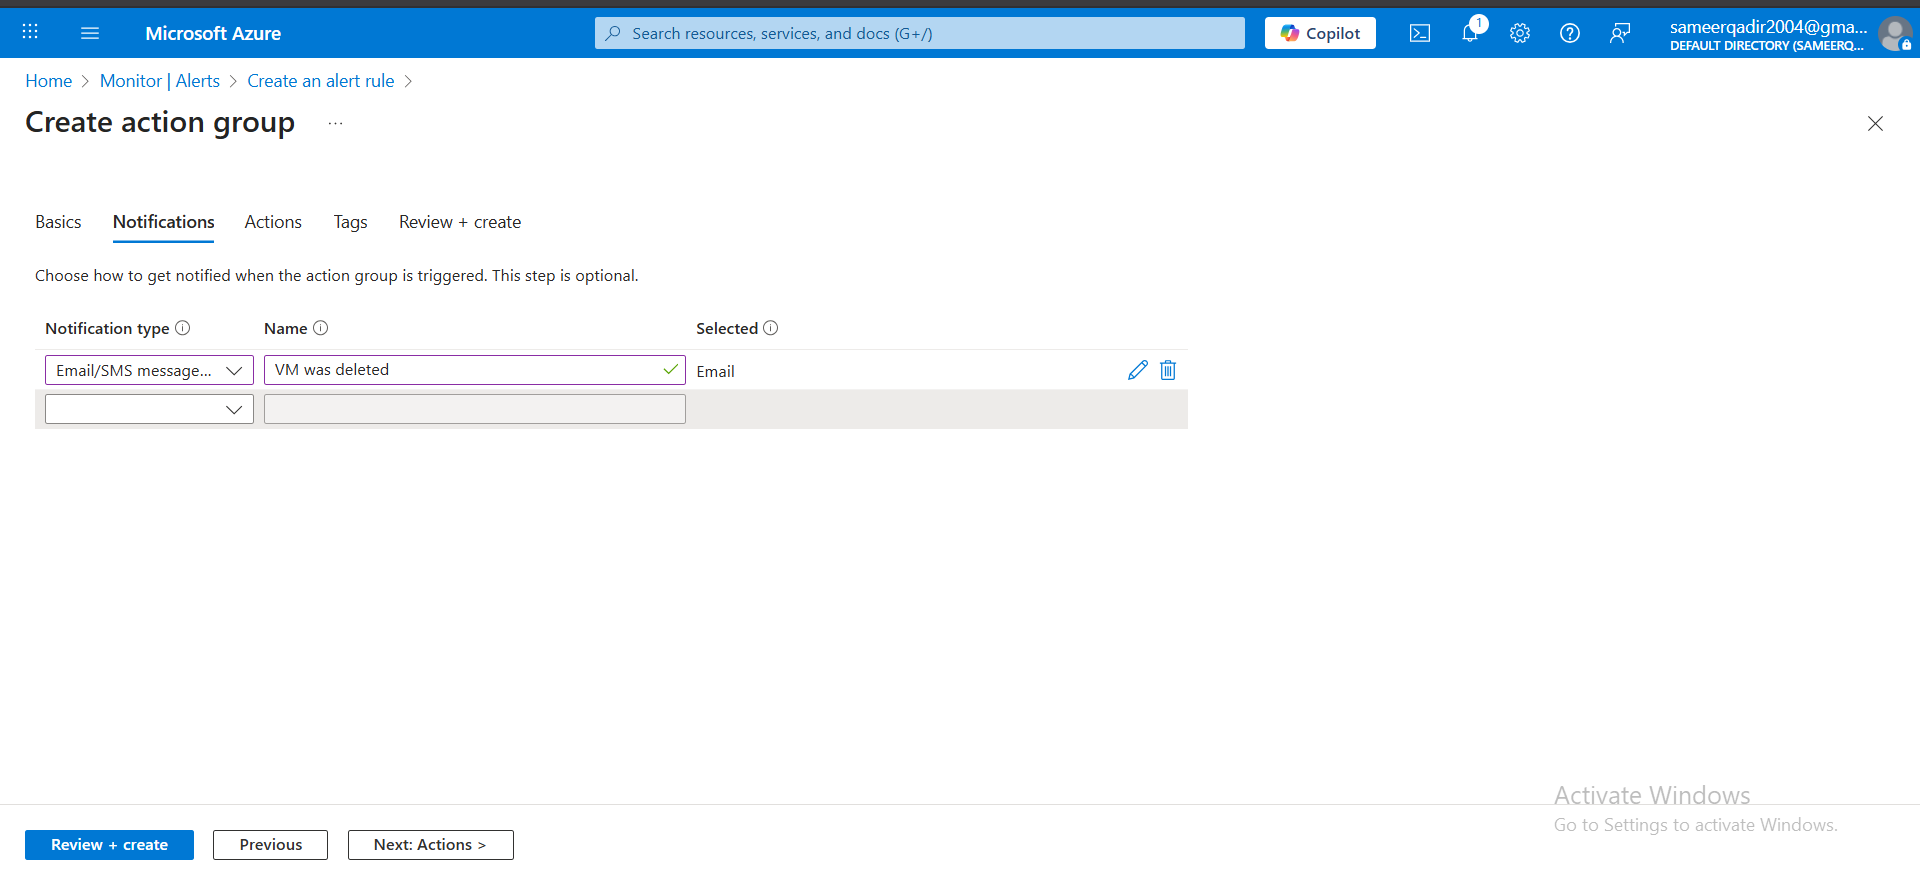 Microsoft Azure
Search resources, services, and docs (G+/)
Copilot
1
sameerqadir2004@gma...
DEFAULT DIRECTORY (SAMEERQ...
Home > Monitor | Alerts > Create an alert rule >
Create action group ...
Basics Notifications Actions Tags Review + create
Choose how to get notified when the action group is triggered. This step is optional.
Notification type Name Selected
Email/SMS message... VM was deleted Email
Activate Windows
Go to Settings to activate Windows.
Review + create Previous Next: Actions >